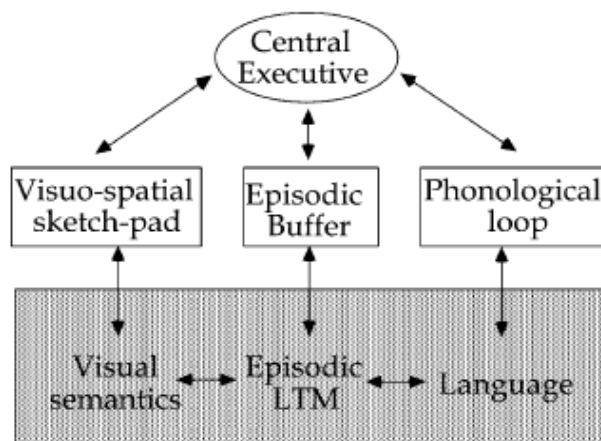 Central
Executive
Visuo-spatial
sketch-pad
Episodic
Buffer
Phonological
loop
Visual
semantics
Episodic
LTM
Language